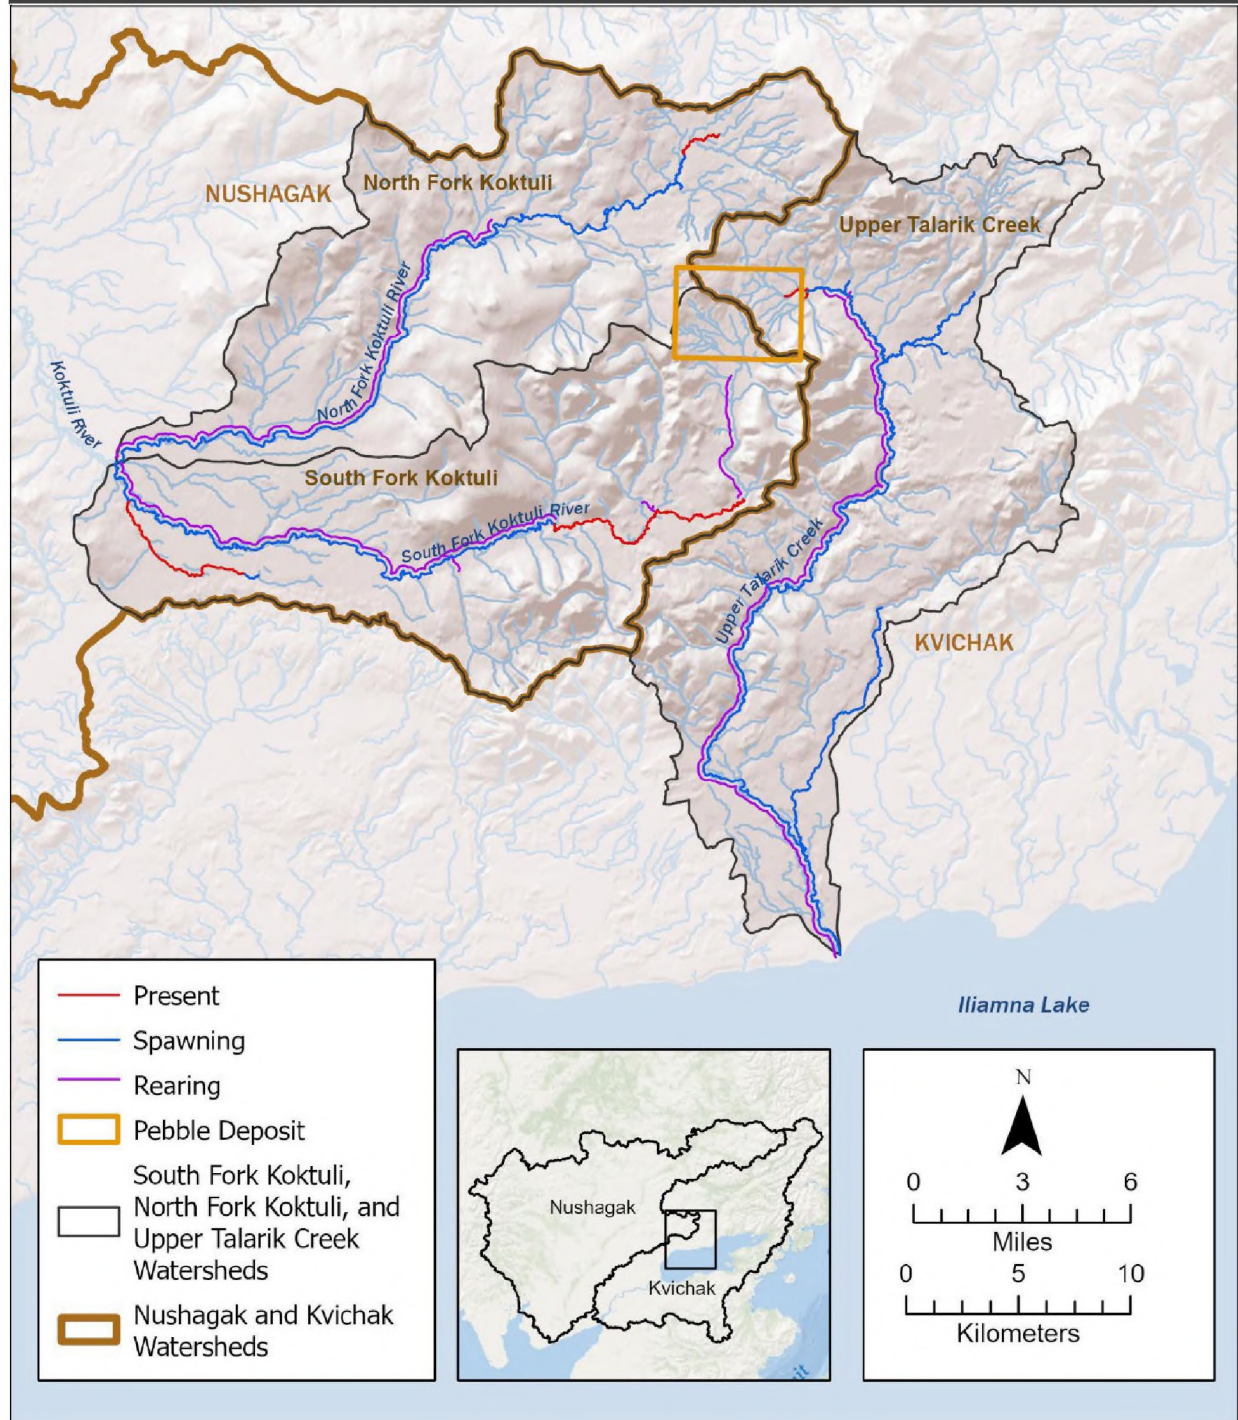 NUSHAGAK
North Fork Koktuli
Upper Talarik Creek
North Fork Koktuli River
Koktuli River
South Fork Koktuli
South Fork Koktuli River
Upper Talarik Creek
KVICHAK
Iliamna Lake
Present
Spawning
Rearing
Pebble Deposit
South Fork Koktuli,
North Fork Koktuli, and
Upper Talarik Creek
Watersheds
Nushagak and Kvichak
Watersheds
Nushagak
Kvichak
N
0 3 6
Miles
0 5 10
Kilometers